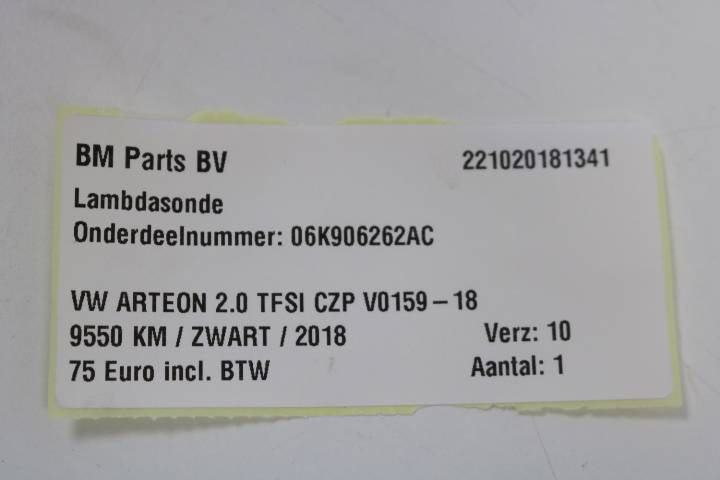 BM Parts BV 221020181341
Lambdasonde
Onderdeelnummer: 06K906262AC
VW ARTEON 2.0 TFSI CZP V0159-18
9550 KM / ZWART / 2018 Verz: 10
75 Euro incl. BTW Aantal: 1